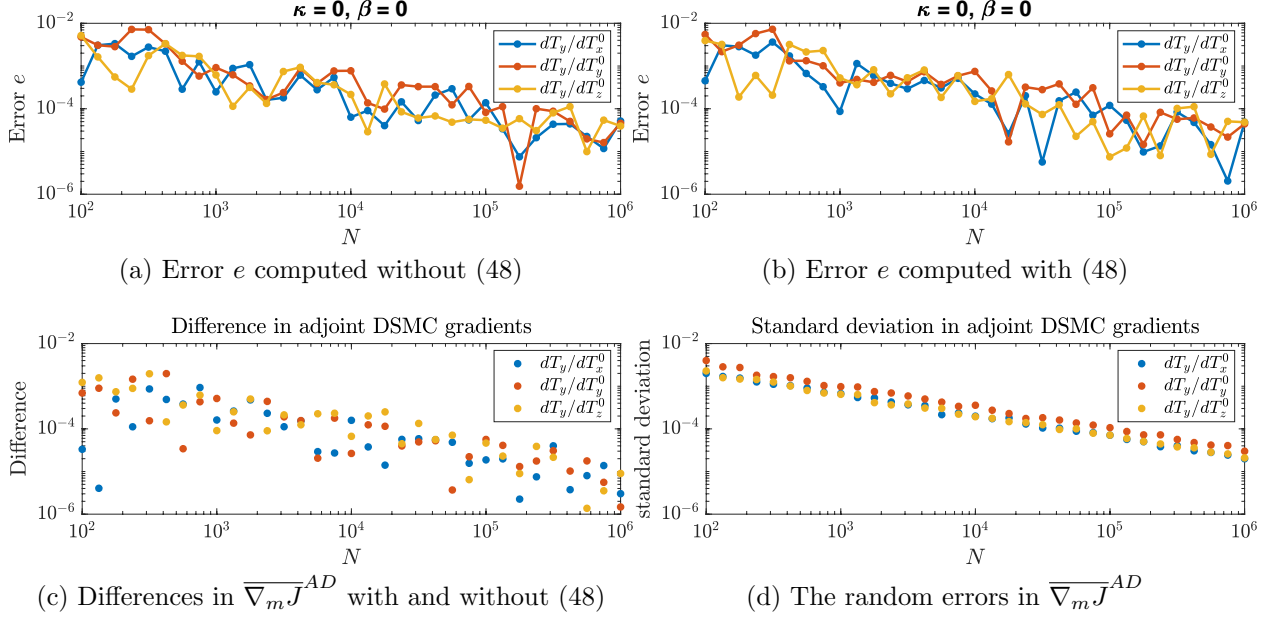 κ = 0, β = 0
Error e
10^-2
10^-4
10^-6
10^2
10^3
10^4
10^5
10^6
N
dT_y/dT_x^0
dT_y/dT_y^0
dT_y/dT_z^0
(a) Error e computed without (48)
κ = 0, β = 0
Error e
10^-2
10^-4
10^-6
10^2
10^3
10^4
10^5
10^6
N
dT_y/dT_x^0
dT_y/dT_y^0
dT_y/dT_z^0
(b) Error e computed with (48)
Difference in adjoint DSMC gradients
Difference
10^-2
10^-4
10^-6
10^2
10^3
10^4
10^5
10^6
N
dT_y/dT_x^0
dT_y/dT_y^0
dT_y/dT_z^0
(c) Differences in \overline{∇_m J}^{AD} with and without (48)
Standard deviation in adjoint DSMC gradients
standard deviation
10^-2
10^-4
10^-6
10^2
10^3
10^4
10^5
10^6
N
dT_y/dT_x^0
dT_y/dT_y^0
dT_y/dT_z^0
(d) The random errors in \overline{∇_m J}^{AD}